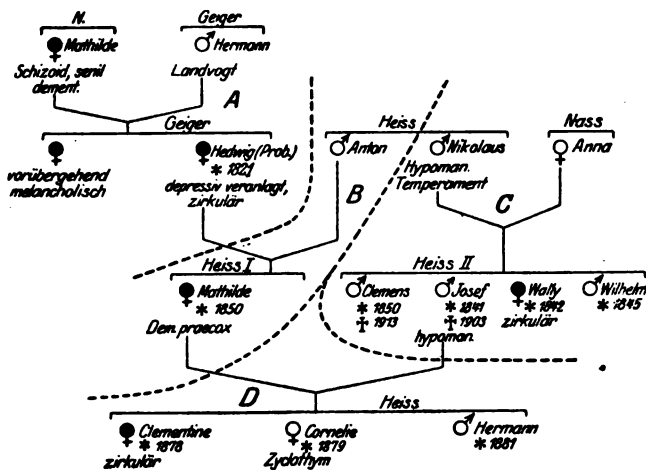 N. Geiger
Mathilde Hermann
Schizoid, senil Landvogt
dement.
A
Geiger Heiss Nass
Hedwig (Prob.) Anton Nikolaus Anna
vorübergehend * 1821 Hypoman.
melancholisch depressiv veranlagt, Temperament
zirkulär B C
Heiss I Heiss II
Mathilde Clemens Josef Wally Wilhelm
* 1850 * 1850 * 1841 * 1842 * 1845
† 1913 † 1903 zirkulär
Dem. praecox hypoman.
D Heiss
Clementine Cornelie Hermann
* 1878 * 1879 * 1881
zirkulär Zyclothym